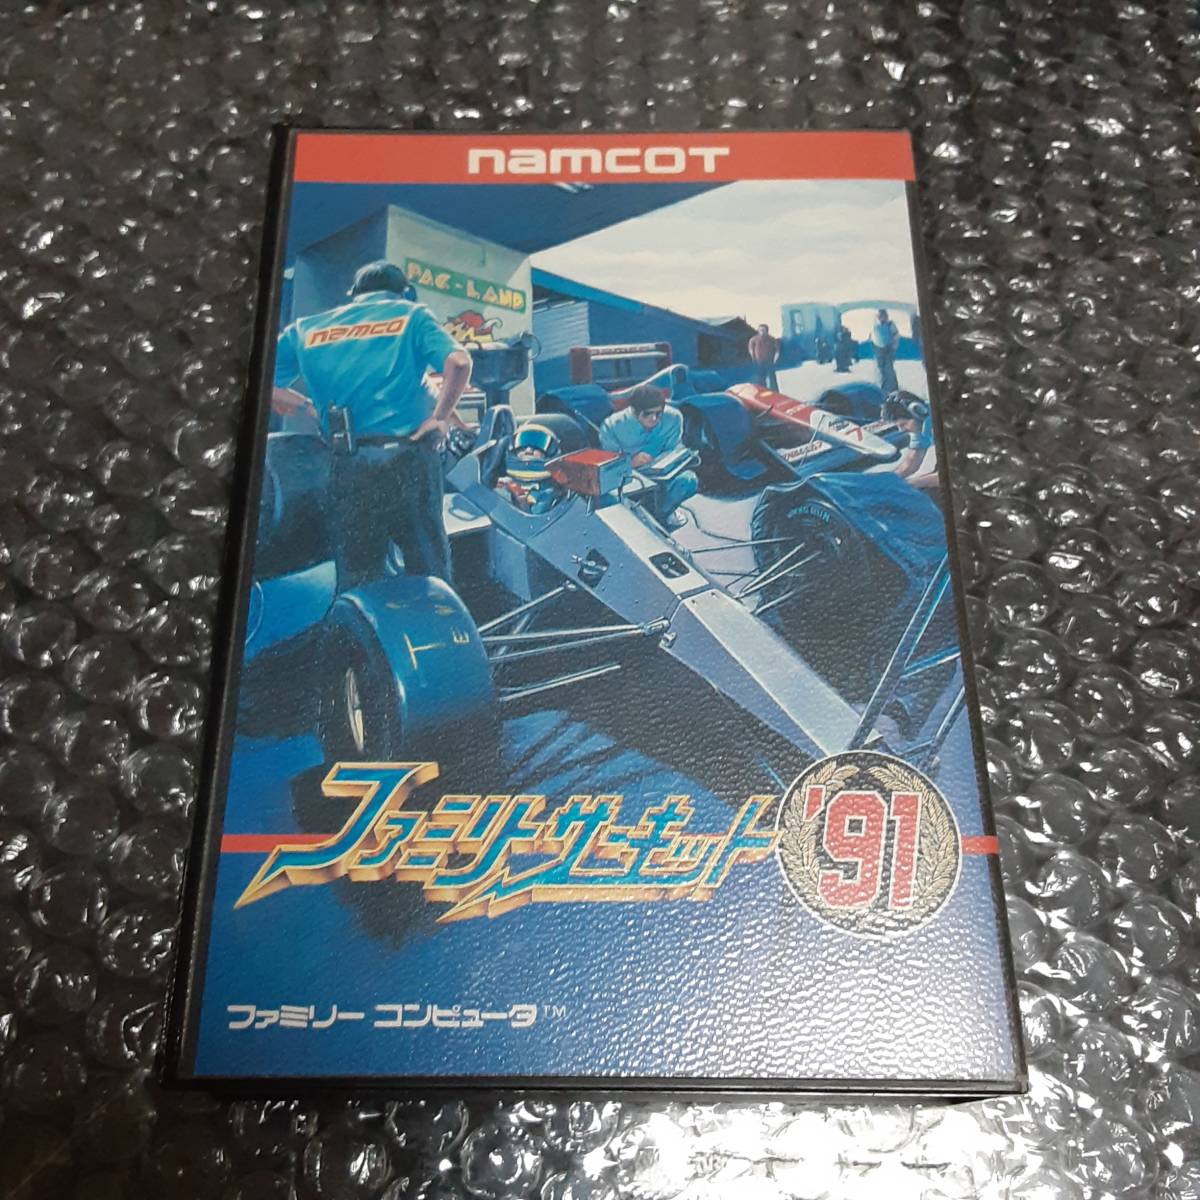 namcoT
PAC-LAND
namco
ファミリーサーキット '91
ファミリー コンピュータ™